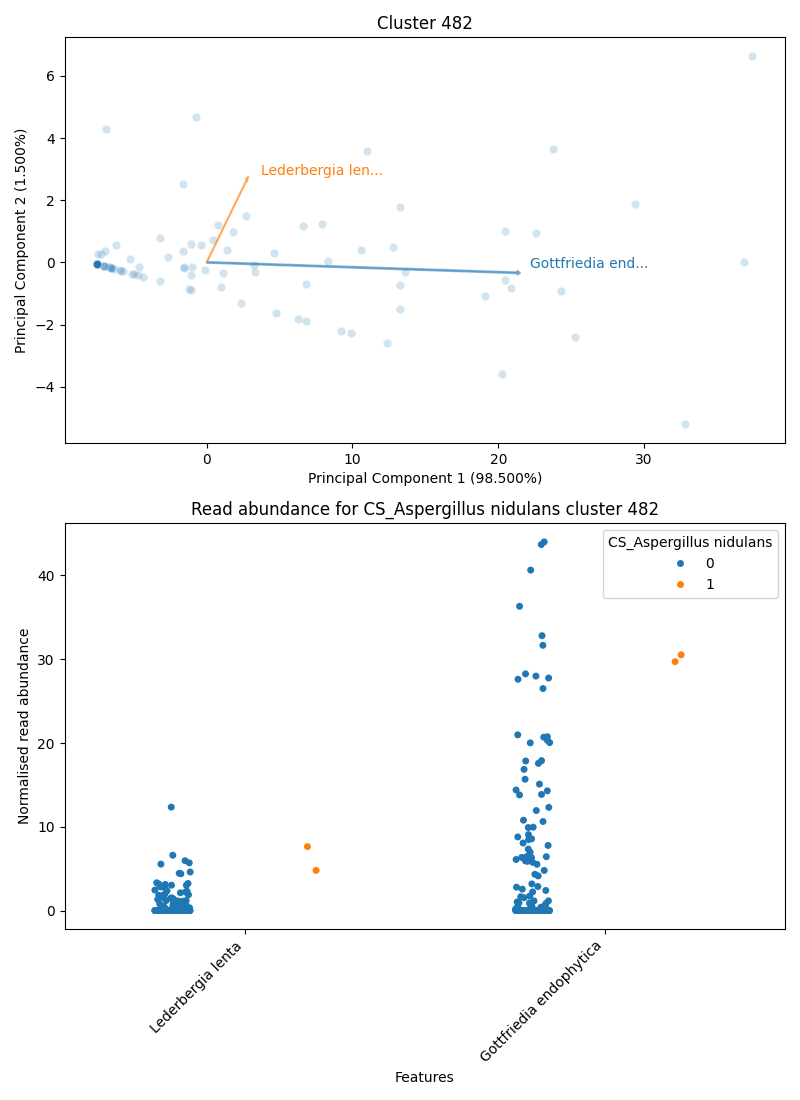 Cluster 482
6
4
2
0
−2
−4
Principal Component 2 (1.500%)
Lederbergia len...
Gottfriedia end...
0
10
20
30
Principal Component 1 (98.500%)
Read abundance for CS_Aspergillus nidulans cluster 482
CS_Aspergillus nidulans
0
1
40
30
20
10
0
Normalised read abundance
Lederbergia lenta
Gottfriedia endophytica
Features